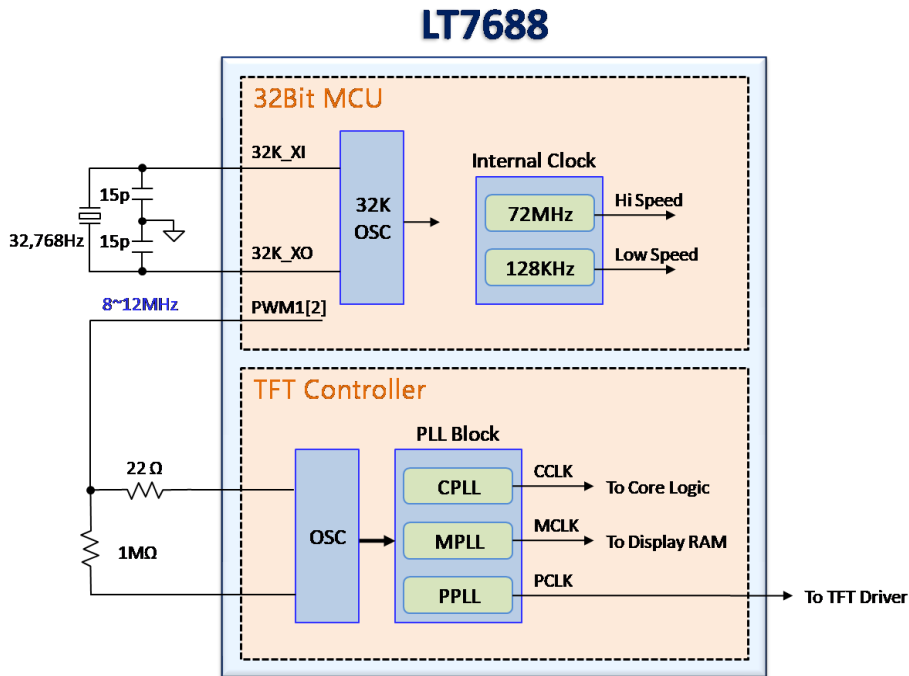 LT7688
32Bit MCU
32K_XI
15p
32,768Hz
15p
32K_XO
32K
OSC
Internal Clock
72MHz
Hi Speed
128KHz
Low Speed
8~12MHz
PWM1[2]
TFT Controller
PLL Block
22 Ω
1MΩ
OSC
CPLL
CCLK
To Core Logic
MPLL
MCLK
To Display RAM
PPLL
PCLK
To TFT Driver